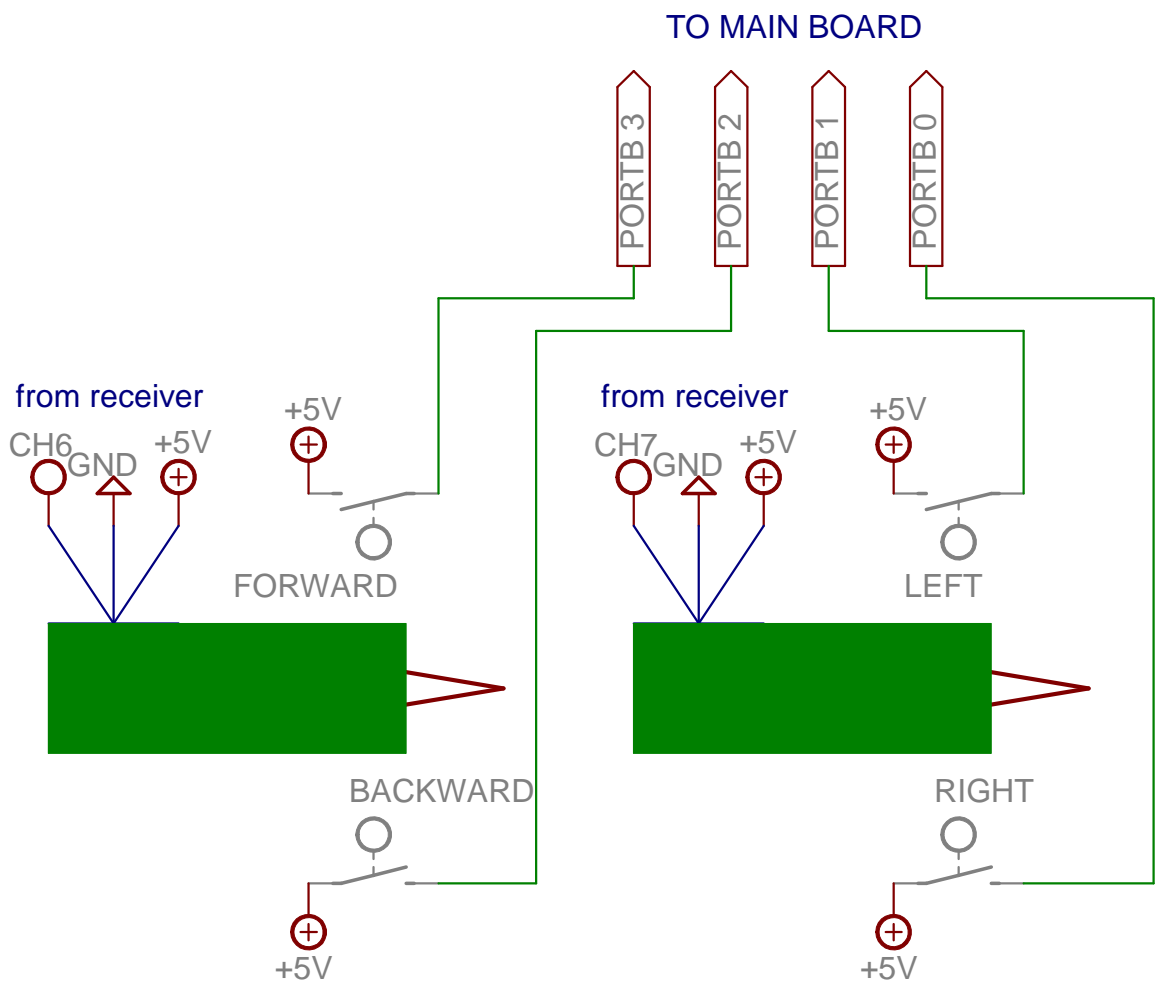 TO MAIN BOARD
PORTB 3
PORTB 2
PORTB 1
PORTB 0
from receiver
CH6
GND
+5V
+5V
FORWARD
from receiver
CH7
GND
+5V
+5V
LEFT
BACKWARD
+5V
RIGHT
+5V